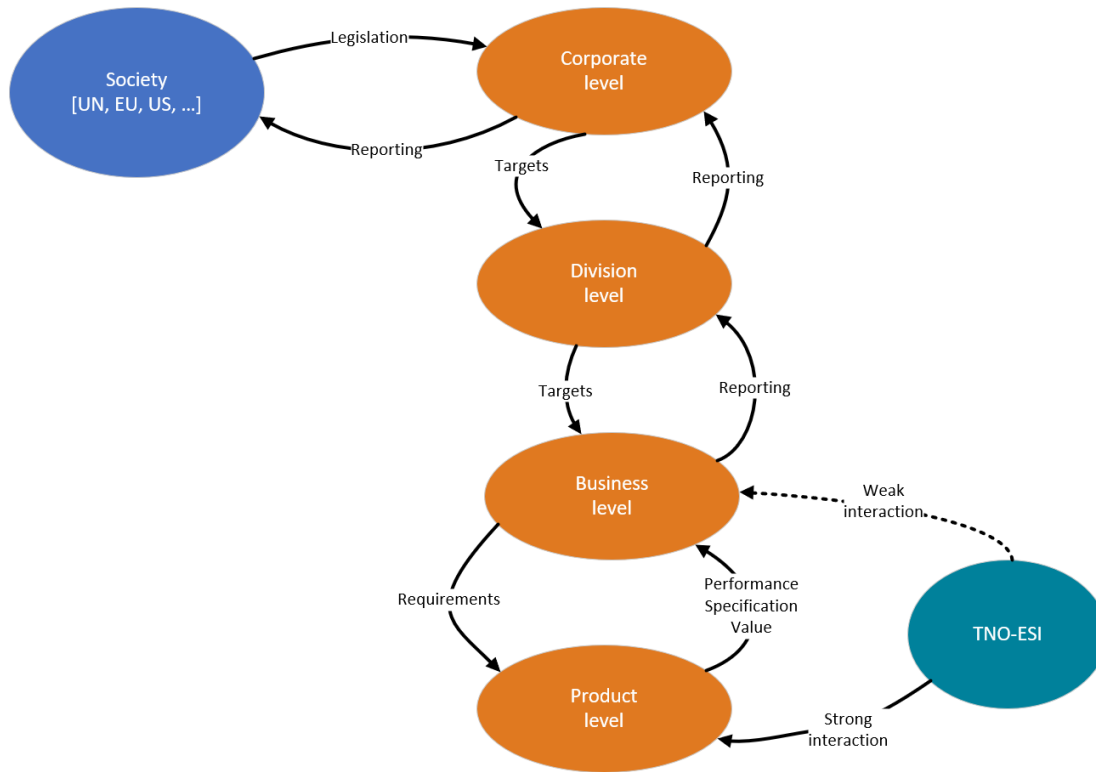 Legislation
Society
[UN, EU, US, ...]
Corporate
level
Reporting
Targets
Reporting
Division
level
Targets
Reporting
Business
level
Weak
interaction
Requirements
Performance
Specification
Value
TNO-ESI
Product
level
Strong
interaction